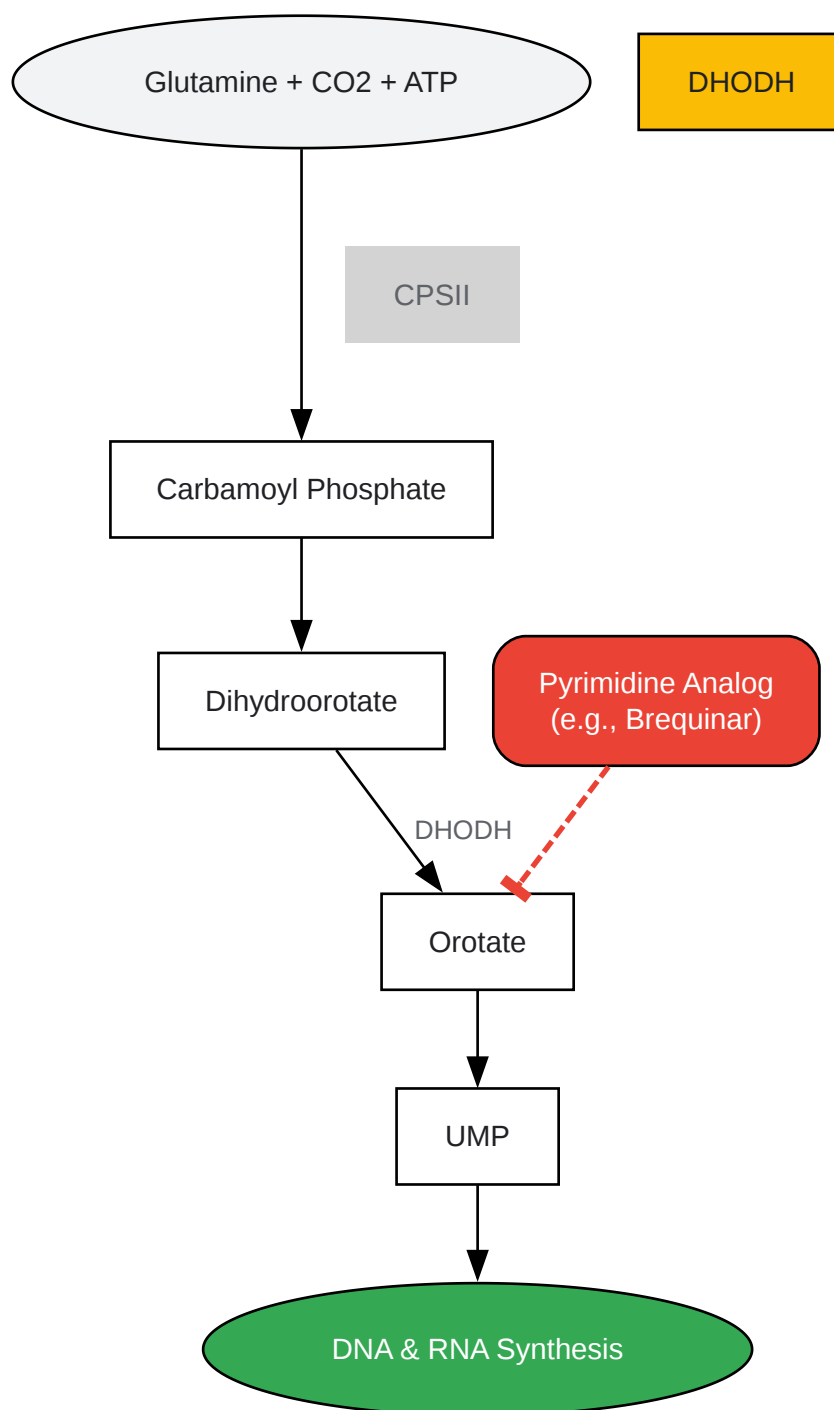 Glutamine + CO2 + ATP
DHODH
CPSII
Carbamoyl Phosphate
Dihydroorotate
Pyrimidine Analog
(e.g., Brequinar)
DHODH
Orotate
UMP
DNA & RNA Synthesis